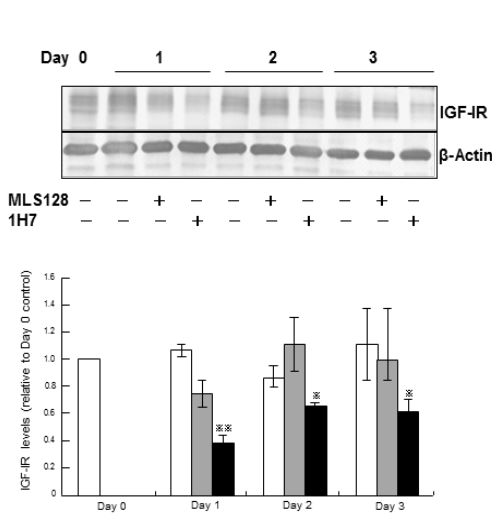 Day 0 1 2 3
IGF-IR
β-Actin
MLS128 – – + – – + – – + –
1H7 – – – + – – + – – +
IGF-IR levels (relative to Day 0 control)
1.6
1.4
1.2
1.0
0.8
0.6
0.4
0.2
0
※※
※
※
Day 0 Day 1 Day 2 Day 3